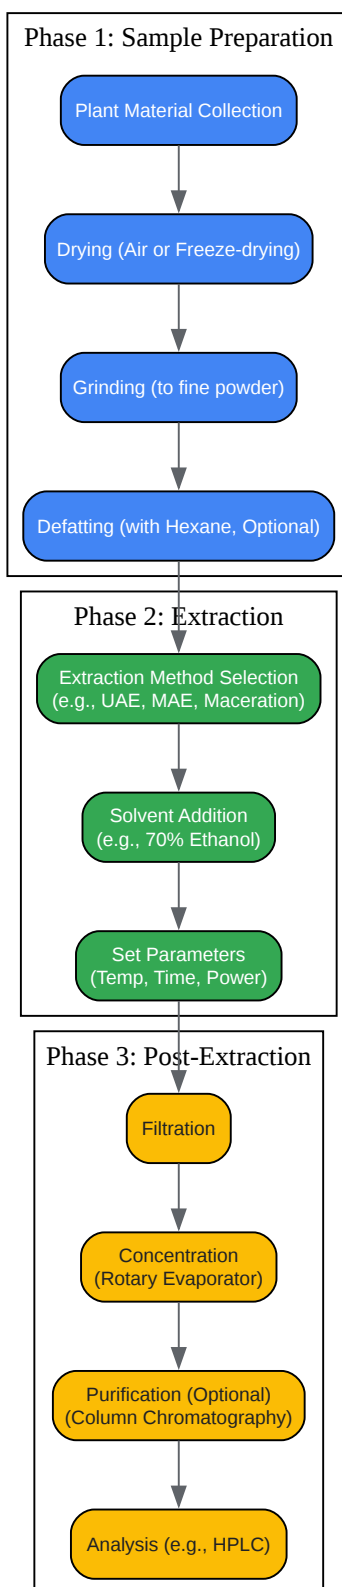 Phase 1: Sample Preparation
Plant Material Collection
Drying (Air or Freeze-drying)
Grinding (to fine powder)
Defatting (with Hexane, Optional)
Phase 2: Extraction
Extraction Method Selection
(e.g., UAE, MAE, Maceration)
Solvent Addition
(e.g., 70% Ethanol)
Set Parameters
(Temp, Time, Power)
Phase 3: Post-Extraction
Filtration
Concentration
(Rotary Evaporator)
Purification (Optional)
(Column Chromatography)
Analysis (e.g., HPLC)